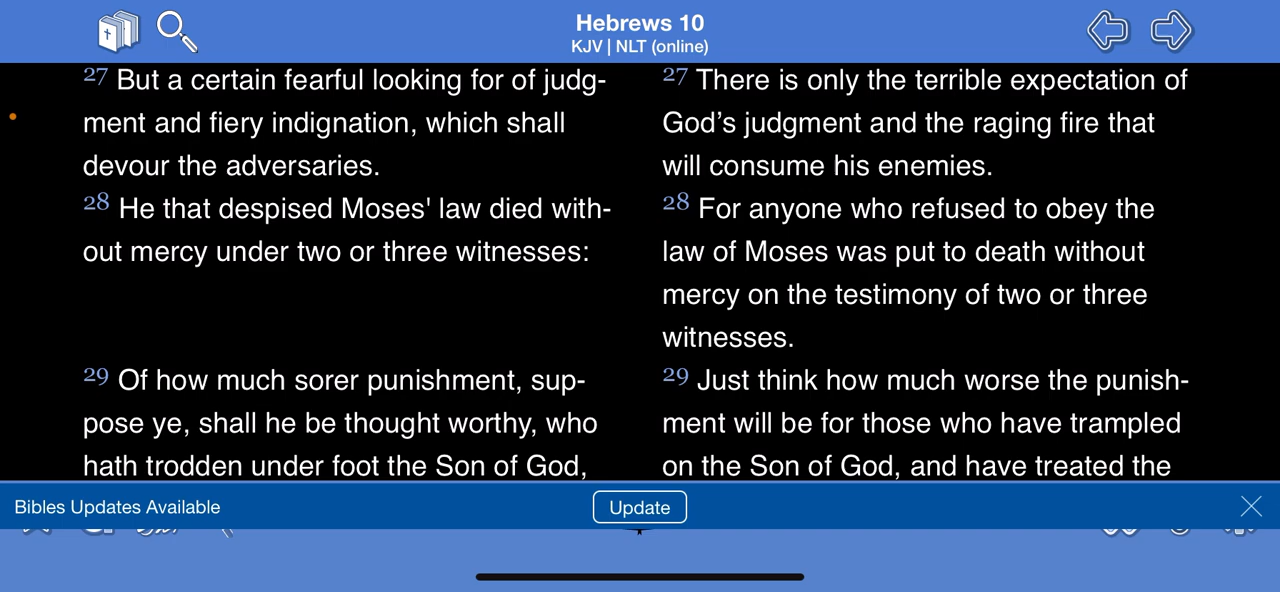 Hebrews 10
KJV | NLT (online)
27 But a certain fearful looking for of judg-
ment and fiery indignation, which shall
devour the adversaries.
28 He that despised Moses' law died with-
out mercy under two or three witnesses:
29 Of how much sorer punishment, sup-
pose ye, shall he be thought worthy, who
hath trodden under foot the Son of God,
27 There is only the terrible expectation of
God’s judgment and the raging fire that
will consume his enemies.
28 For anyone who refused to obey the
law of Moses was put to death without
mercy on the testimony of two or three
witnesses.
29 Just think how much worse the punish-
ment will be for those who have trampled
on the Son of God, and have treated the
Bibles Updates Available
Update